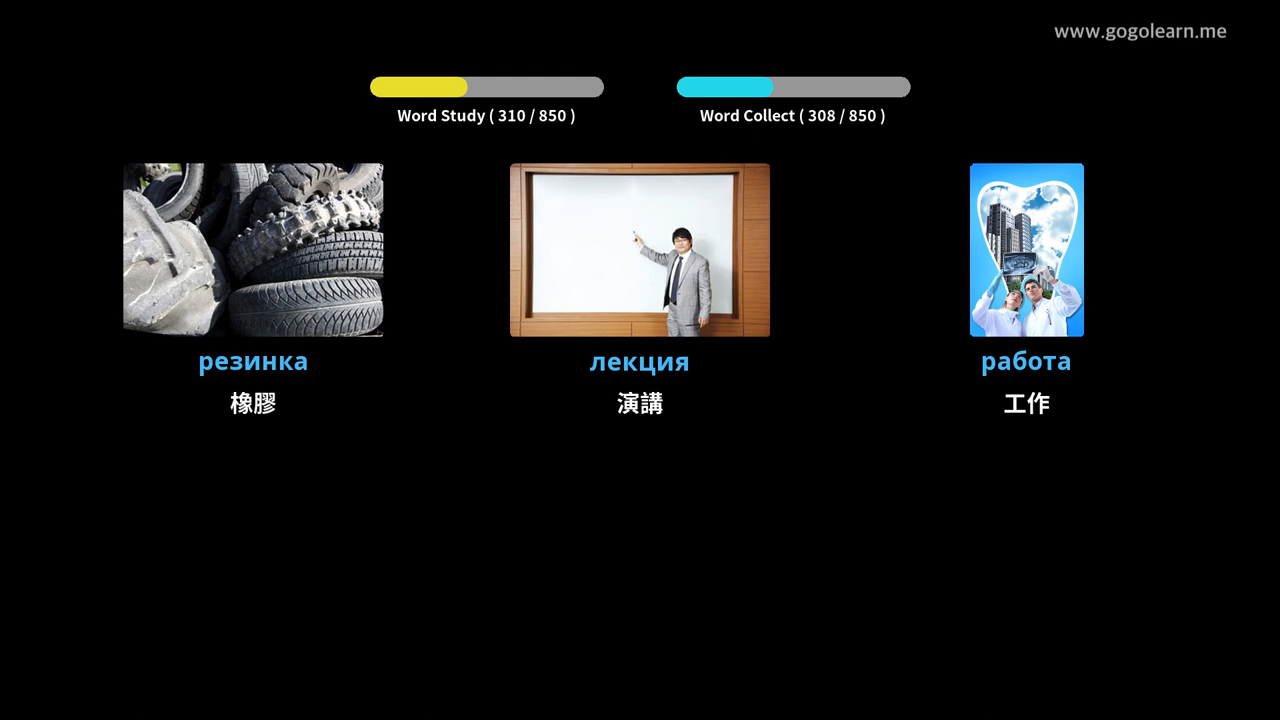 www.gogolearn.me
Word Study ( 310 / 850 )
Word Collect ( 308 / 850 )
резинка
лекция
работа
橡膠
演講
工作